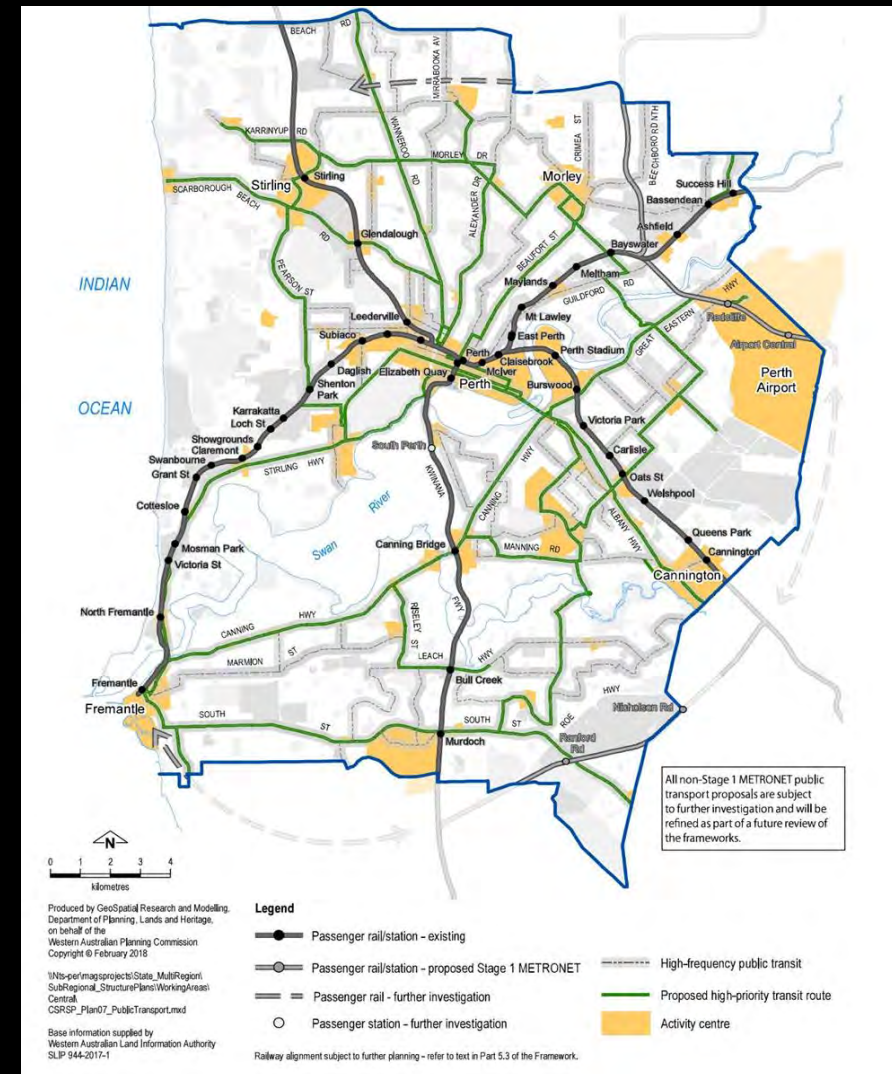 BEACH RD
MIRRABOOKA AV
WANNEROO RD
KARRINYUP RD
MORLEY DR
ALEXANDER DR
CRIMEA ST
BEECHBORO RD NTH
Morley
Success Hill
Bassendean
Ashfield
Stirling
Stirling
SCARBOROUGH BEACH RD
Glendalough
BEAUFORT ST
Bayswater
Meltham
Maylands
GUILDFORD RD
INDIAN
PEARSON ST
Mt Lawley
GREAT EASTERN HWY
Redcliffe
Airport Central
Leederville
East Perth
Subiaco
Perth
Claisebrook
Perth Stadium
Daglish
Elizabeth Quay
McIver
Perth
Burswood
Perth
Airport
Shenton
Park
OCEAN
Karrakatta
Loch St
Victoria Park
Showgrounds
Claremont
South Perth
Carlisle
Swanbourne
Grant St
STIRLING HWY
KWINANA FWY
CANNING HWY
Oats St
Welshpool
Cottesloe
Swan River
ALBANY HWY
Queens Park
Mosman Park
Canning Bridge
MANNING RD
Cannington
Victoria St
Cannington
North Fremantle
CANNING HWY
RISELEY ST
MARMION ST
LEACH HWY
Bull Creek
Fremantle
Fremantle
SOUTH ST
SOUTH ST
ROE HWY
Nicholson Rd
Murdoch
Ranford
Rd
All non-Stage 1 METRONET public
transport proposals are subject
to further investigation and will be
refined as part of a future review of
the frameworks.
N
0 1 2 3 4
kilometres
Produced by GeoSpatial Research and Modelling,
Department of Planning, Lands and Heritage,
on behalf of the
Western Australian Planning Commission
Copyright © February 2018
\\Nts-per\magsprojects\State_MultiRegion\
SubRegional_StructurePlans\WorkingAreas\
Central\
CSRSP_Plan07_PublicTransport.mxd
Base information supplied by
Western Australian Land Information Authority
SLIP 944-2017-1
Legend
Passenger rail/station - existing
Passenger rail/station - proposed Stage 1 METRONET
Passenger rail - further investigation
Passenger station - further investigation
High-frequency public transit
Proposed high-priority transit route
Activity centre
Railway alignment subject to further planning - refer to text in Part 5.3 of the Framework.